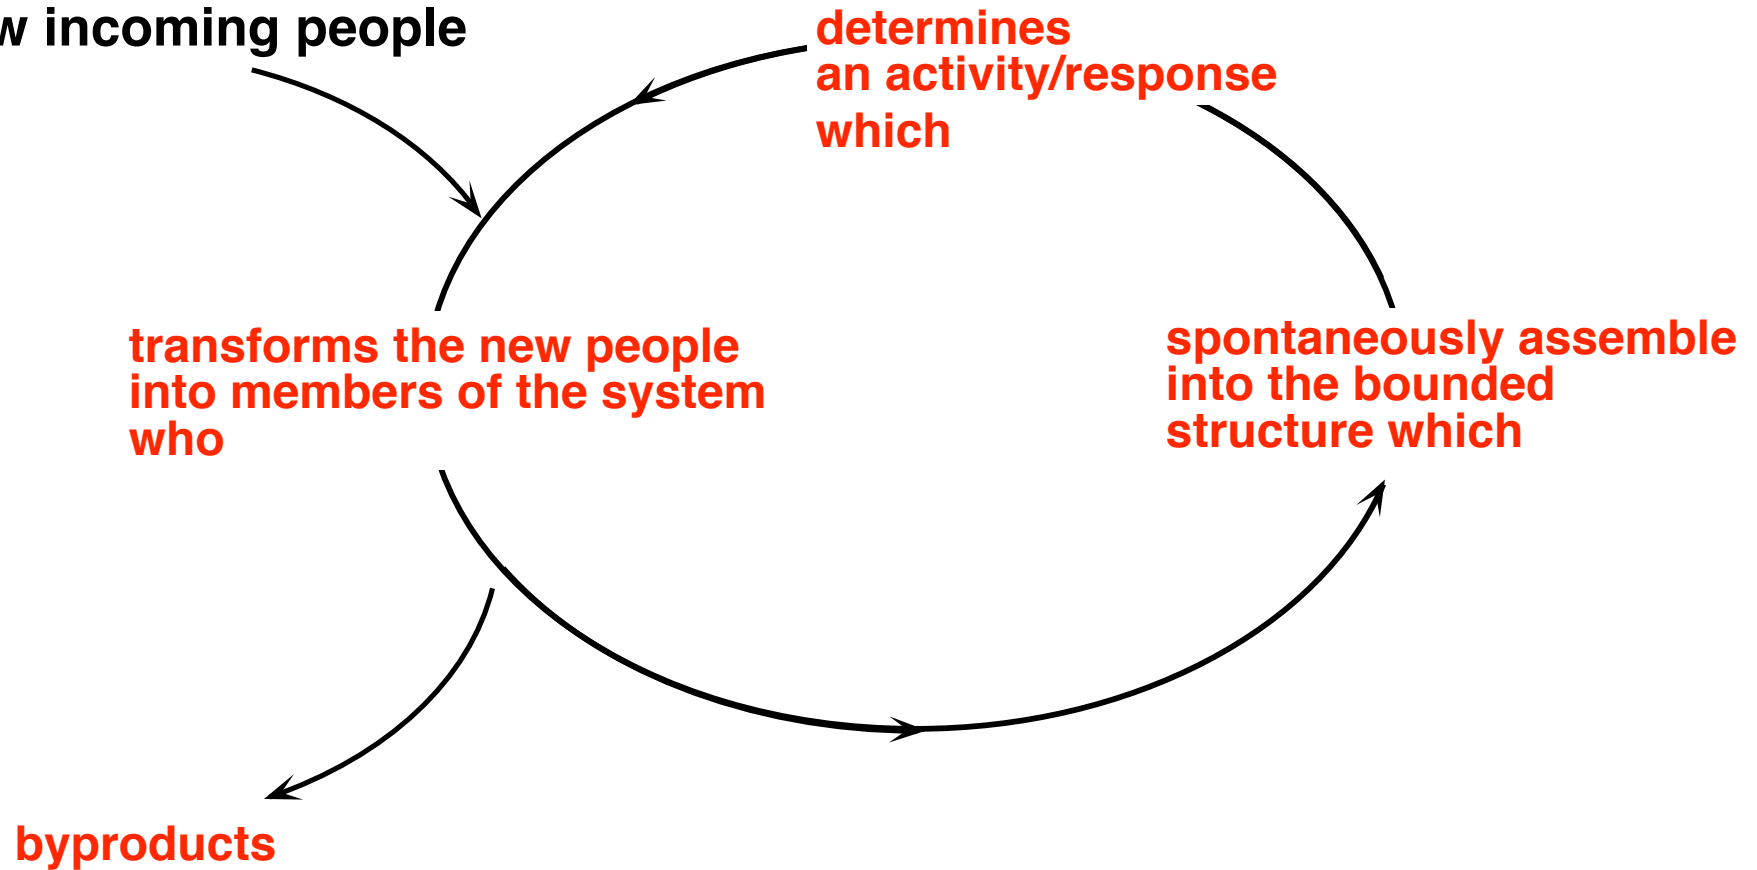 w incoming people
determines
an activity/response
which
transforms the new people
into members of the system
who
spontaneously assemble
into the bounded
structure which
byproducts